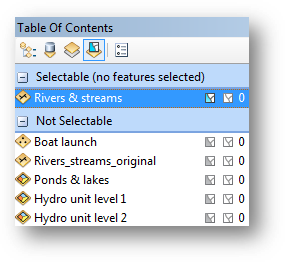 Table Of Contents
Selectable (no features selected)
Rivers & streams 0
Not Selectable
Boat launch 0
Rivers_streams_original 0
Ponds & lakes 0
Hydro unit level 1 0
Hydro unit level 2 0